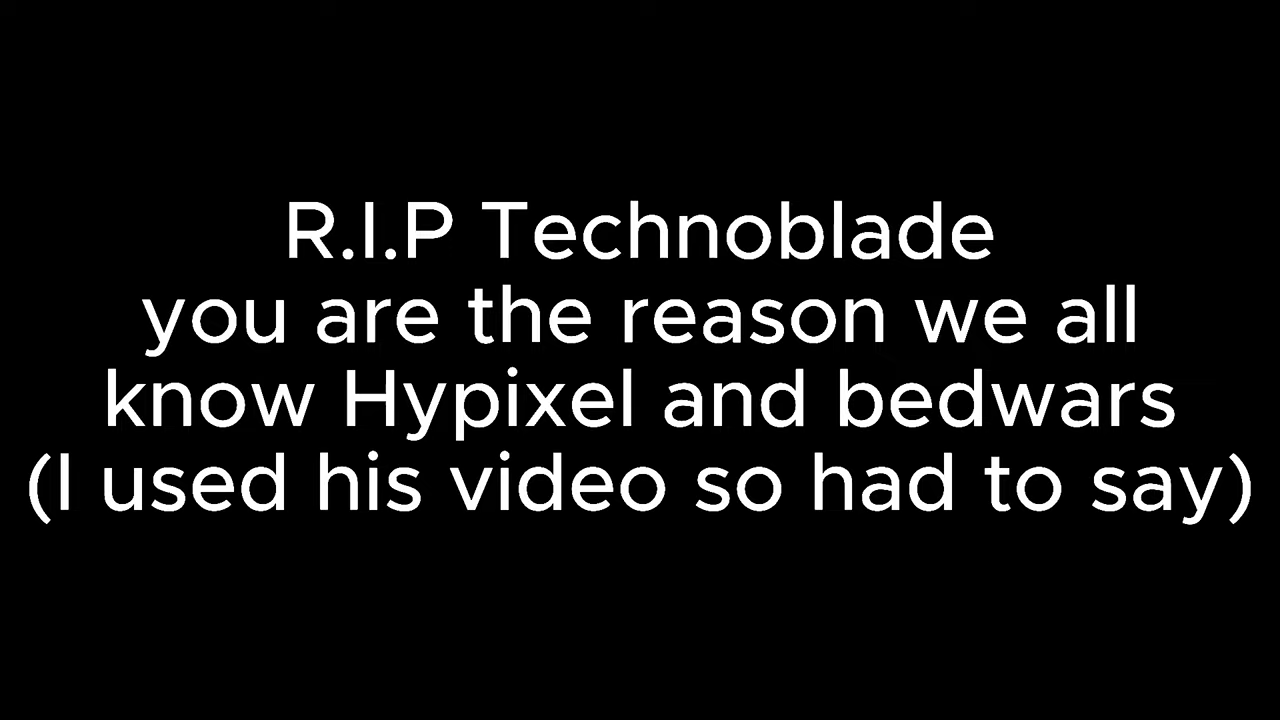 R.I.P Technoblade
you are the reason we all
know Hypixel and bedwars
(I used his video so had to say)